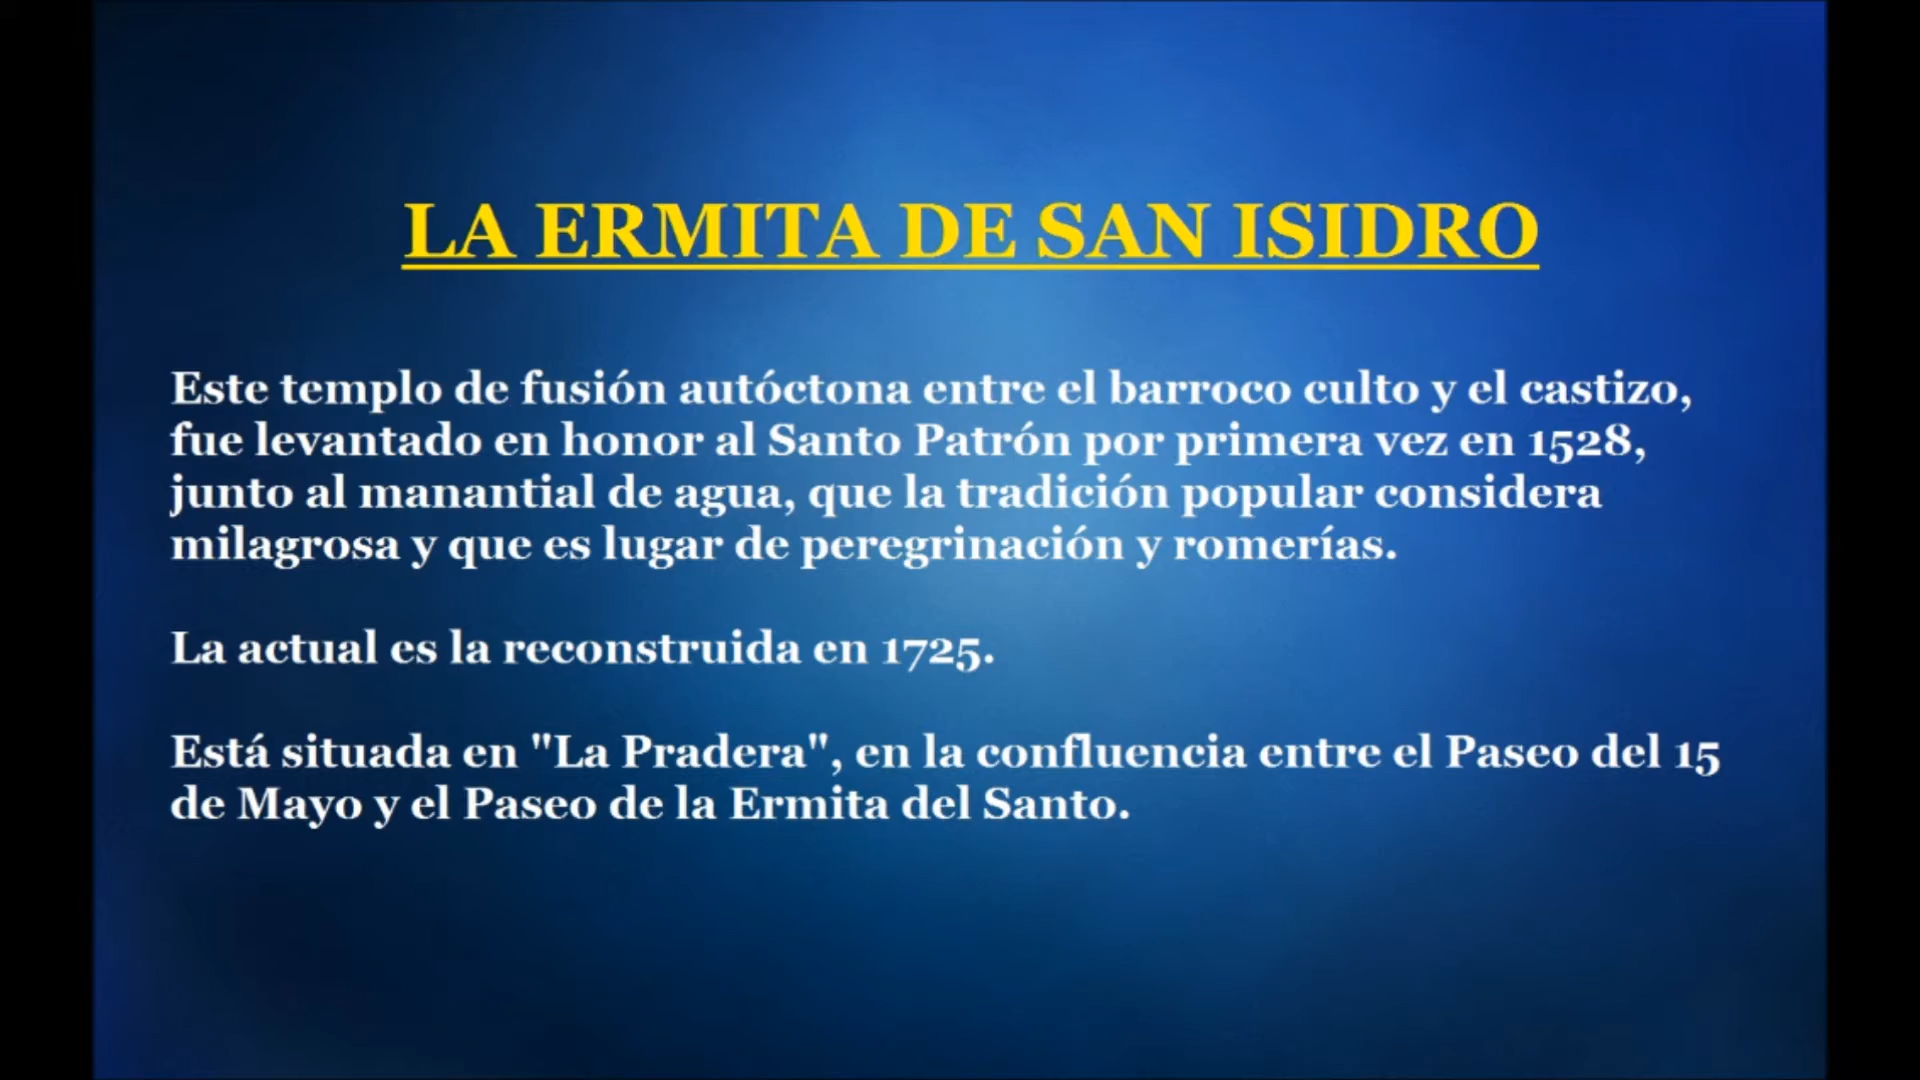 LA ERMITA DE SAN ISIDRO
Este templo de fusión autóctona entre el barroco culto y el castizo,
fue levantado en honor al Santo Patrón por primera vez en 1528,
junto al manantial de agua, que la tradición popular considera
milagrosa y que es lugar de peregrinación y romerías.
La actual es la reconstruida en 1725.
Está situada en "La Pradera", en la confluencia entre el Paseo del 15
de Mayo y el Paseo de la Ermita del Santo.